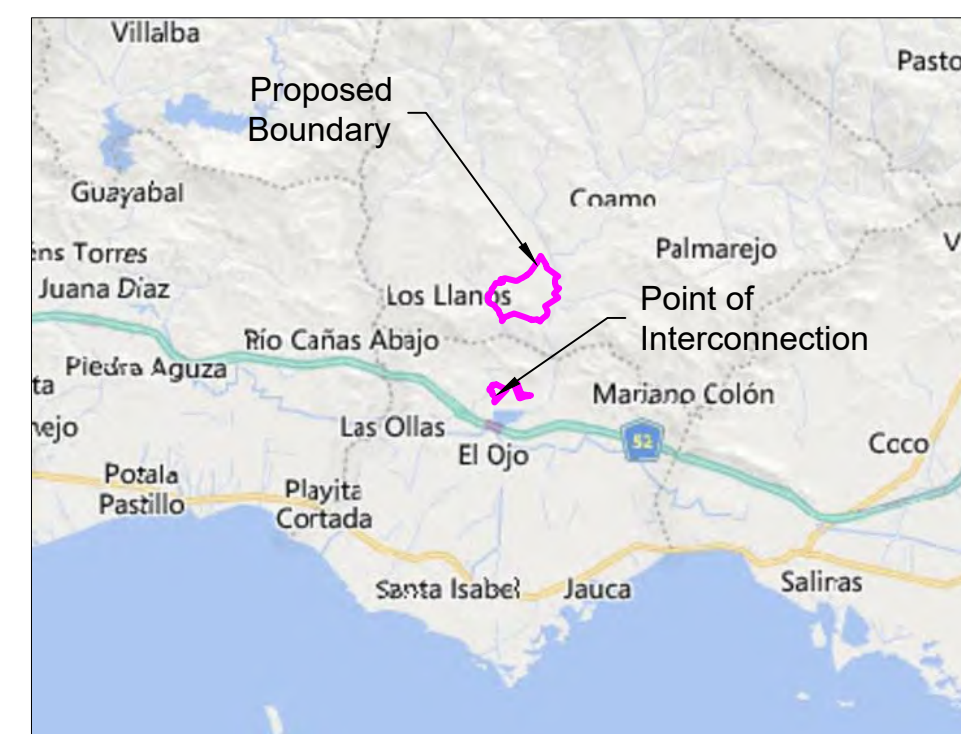 Villalba
Pasto
Proposed
Boundary
Guayabal
Coamo
éns Torres
Palmarejo
V
Juana Díaz
Los Llanos
Point of
Interconnection
Río Cañas Abajo
Piedra Aguza
ta
Mariano Colón
nejo
Las Ollas
52
Coco
El Ojo
Potala
Pastillo
Playita
Cortada
Santa Isabel
Jauca
Salinas